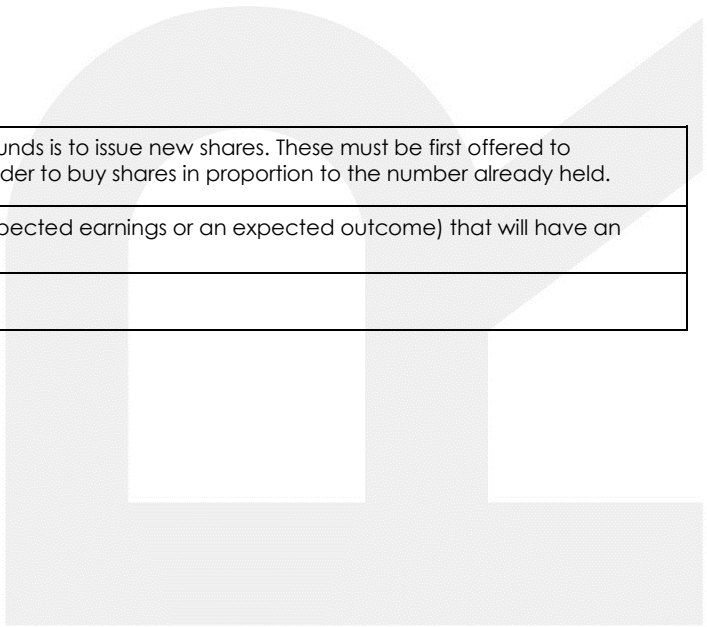 unds is to issue new shares. These must be first offered to
der to buy shares in proportion to the number already held.
pected earnings or an expected outcome) that will have an